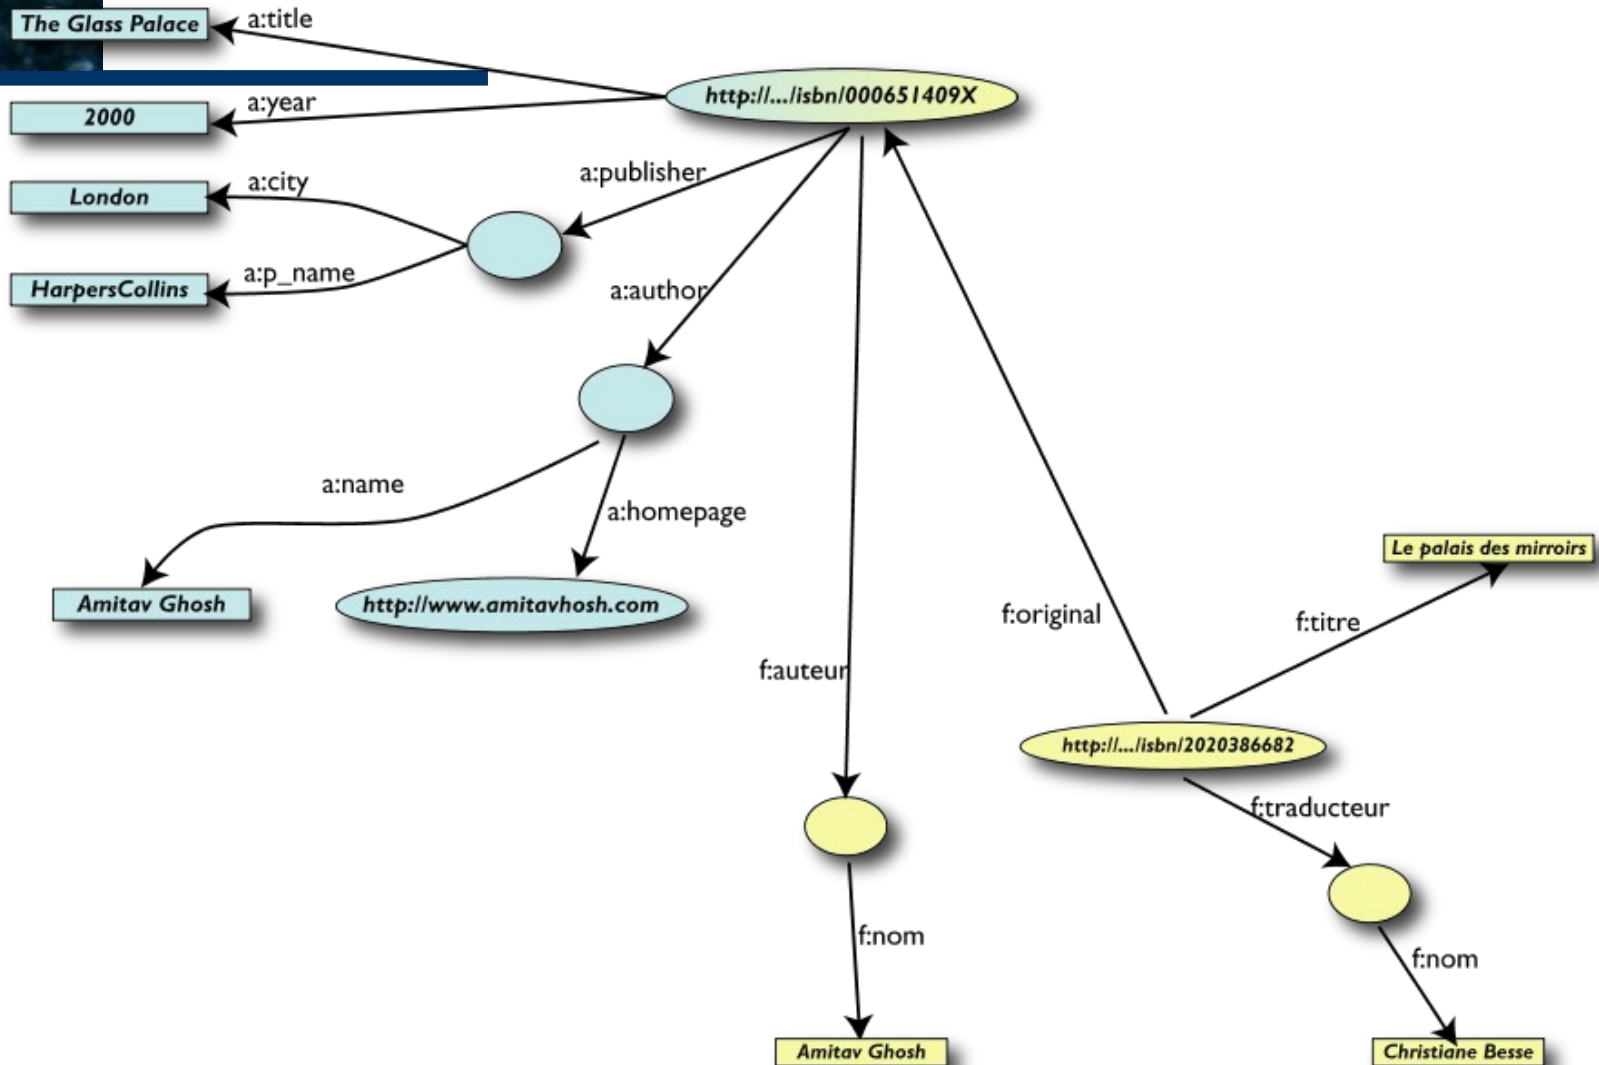 The Glass Palace
a:title
http://.../isbn/000651409X
2000
a:year
a:publisher
London
a:city
HarpersCollins
a:p_name
a:author
a:name
a:homepage
Amitav Ghosh
http://www.amitavhosh.com
Le palais des mirroirs
f:original
f:titre
f:auteur
http://.../isbn/2020386682
f:traducteur
f:nom
f:nom
Amitav Ghosh
Christiane Besse